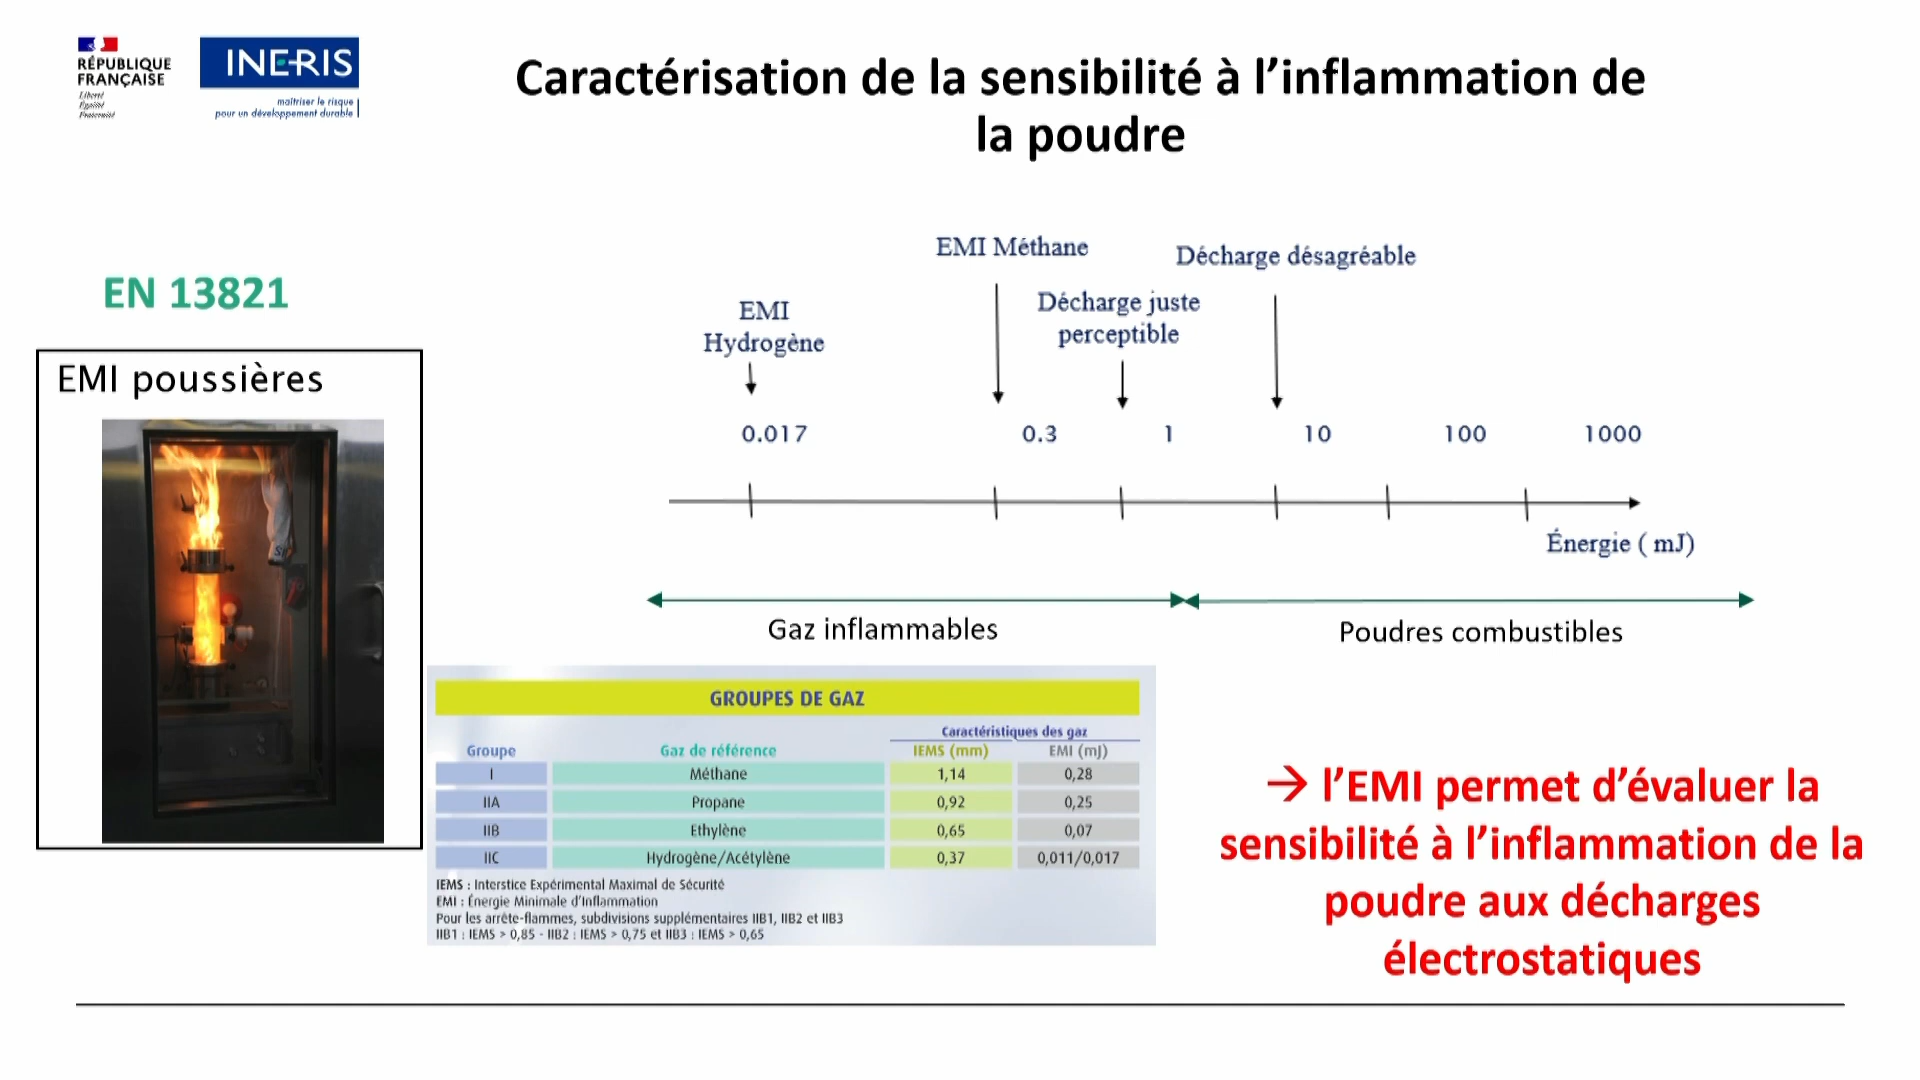 RÉPUBLIQUE
FRANÇAISE
Liberté
Égalité
Fraternité
INERIS
maîtriser le risque
pour un développement durable
Caractérisation de la sensibilité à l’inflammation de
la poudre
EN 13821
EMI poussières
EMI Méthane
Décharge désagréable
EMI
Hydrogène
Décharge juste
perceptible
0.017 0.3 1 10 100 1000
Énergie ( mJ)
Gaz inflammables
Poudres combustibles
GROUPES DE GAZ
Caractéristiques des gaz
Groupe Gaz de référence IEMS (mm) EMI (mJ)
I Méthane 1,14 0,28
IIA Propane 0,92 0,25
IIB Ethylène 0,65 0,07
IIC Hydrogène/Acétylène 0,37 0,011/0,017
IEMS : Interstice Expérimental Maximal de Sécurité
EMI : Énergie Minimale d’Inflammation
Pour les arrête-flammes, subdivisions supplémentaires IIB1, IIB2 et IIB3
IIB1 : IEMS > 0,85 - IIB2 : IEMS > 0,75 et IIB3 : IEMS > 0,65
→ l’EMI permet d’évaluer la
sensibilité à l’inflammation de la
poudre aux décharges
électrostatiques